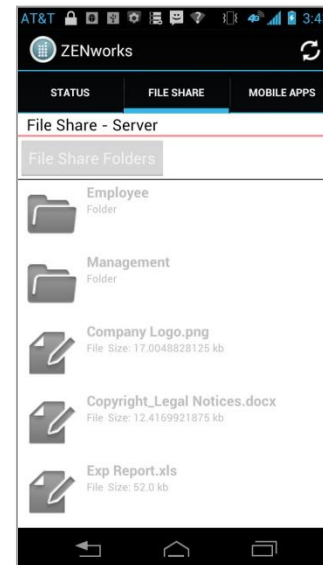 AT&T 3:4
ZENworks
STATUS FILE SHARE MOBILE APPS
File Share - Server
File Share Folders
Employee
Folder
Management
Folder
Company Logo.png
File Size: 17.0048828125 kb
Copyright_Legal Notices.docx
File Size: 12.4169921875 kb
Exp Report.xls
File Size: 52.0 kb